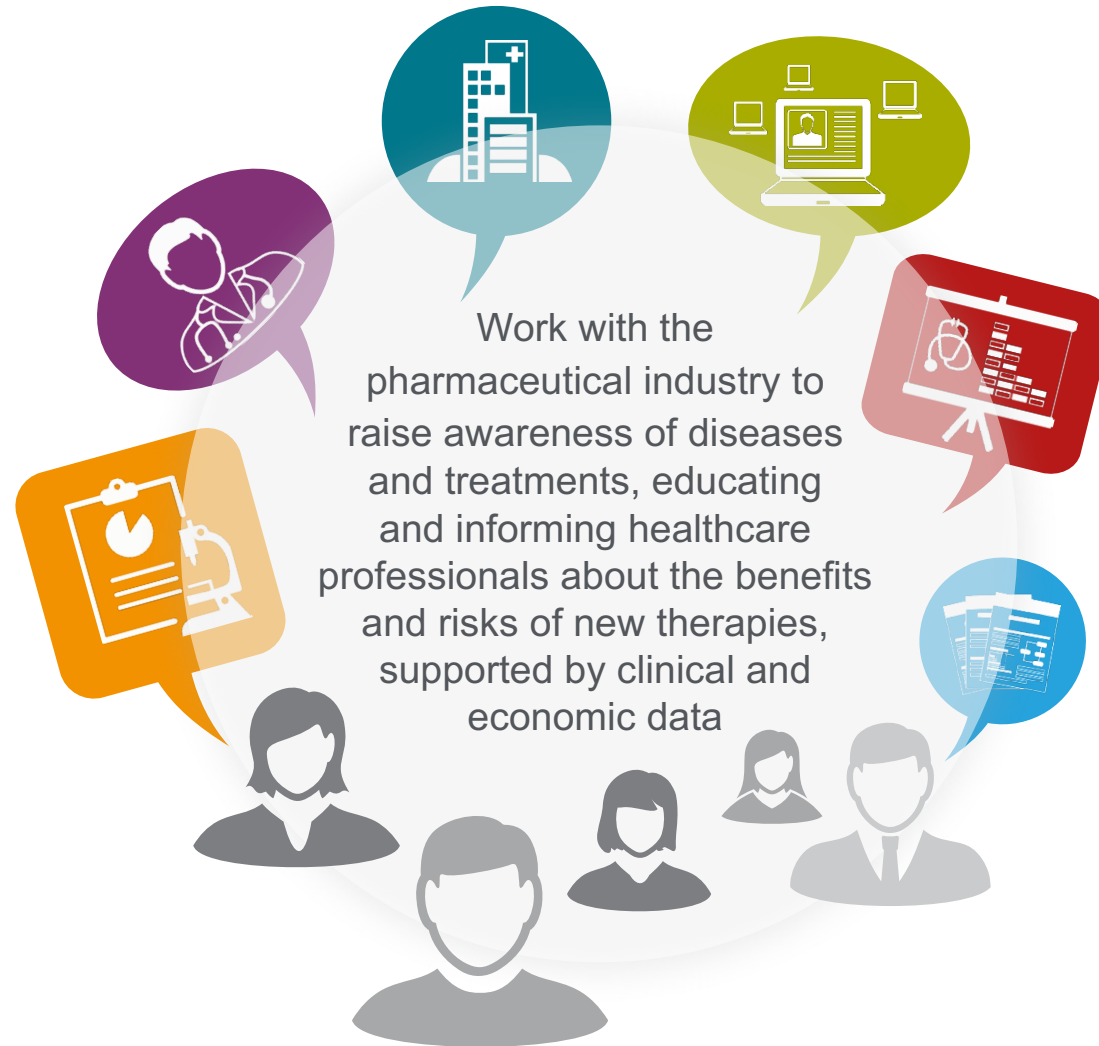 Work with the
pharmaceutical industry to
raise awareness of diseases
and treatments, educating
and informing healthcare
professionals about the benefits
and risks of new therapies,
supported by clinical and
economic data